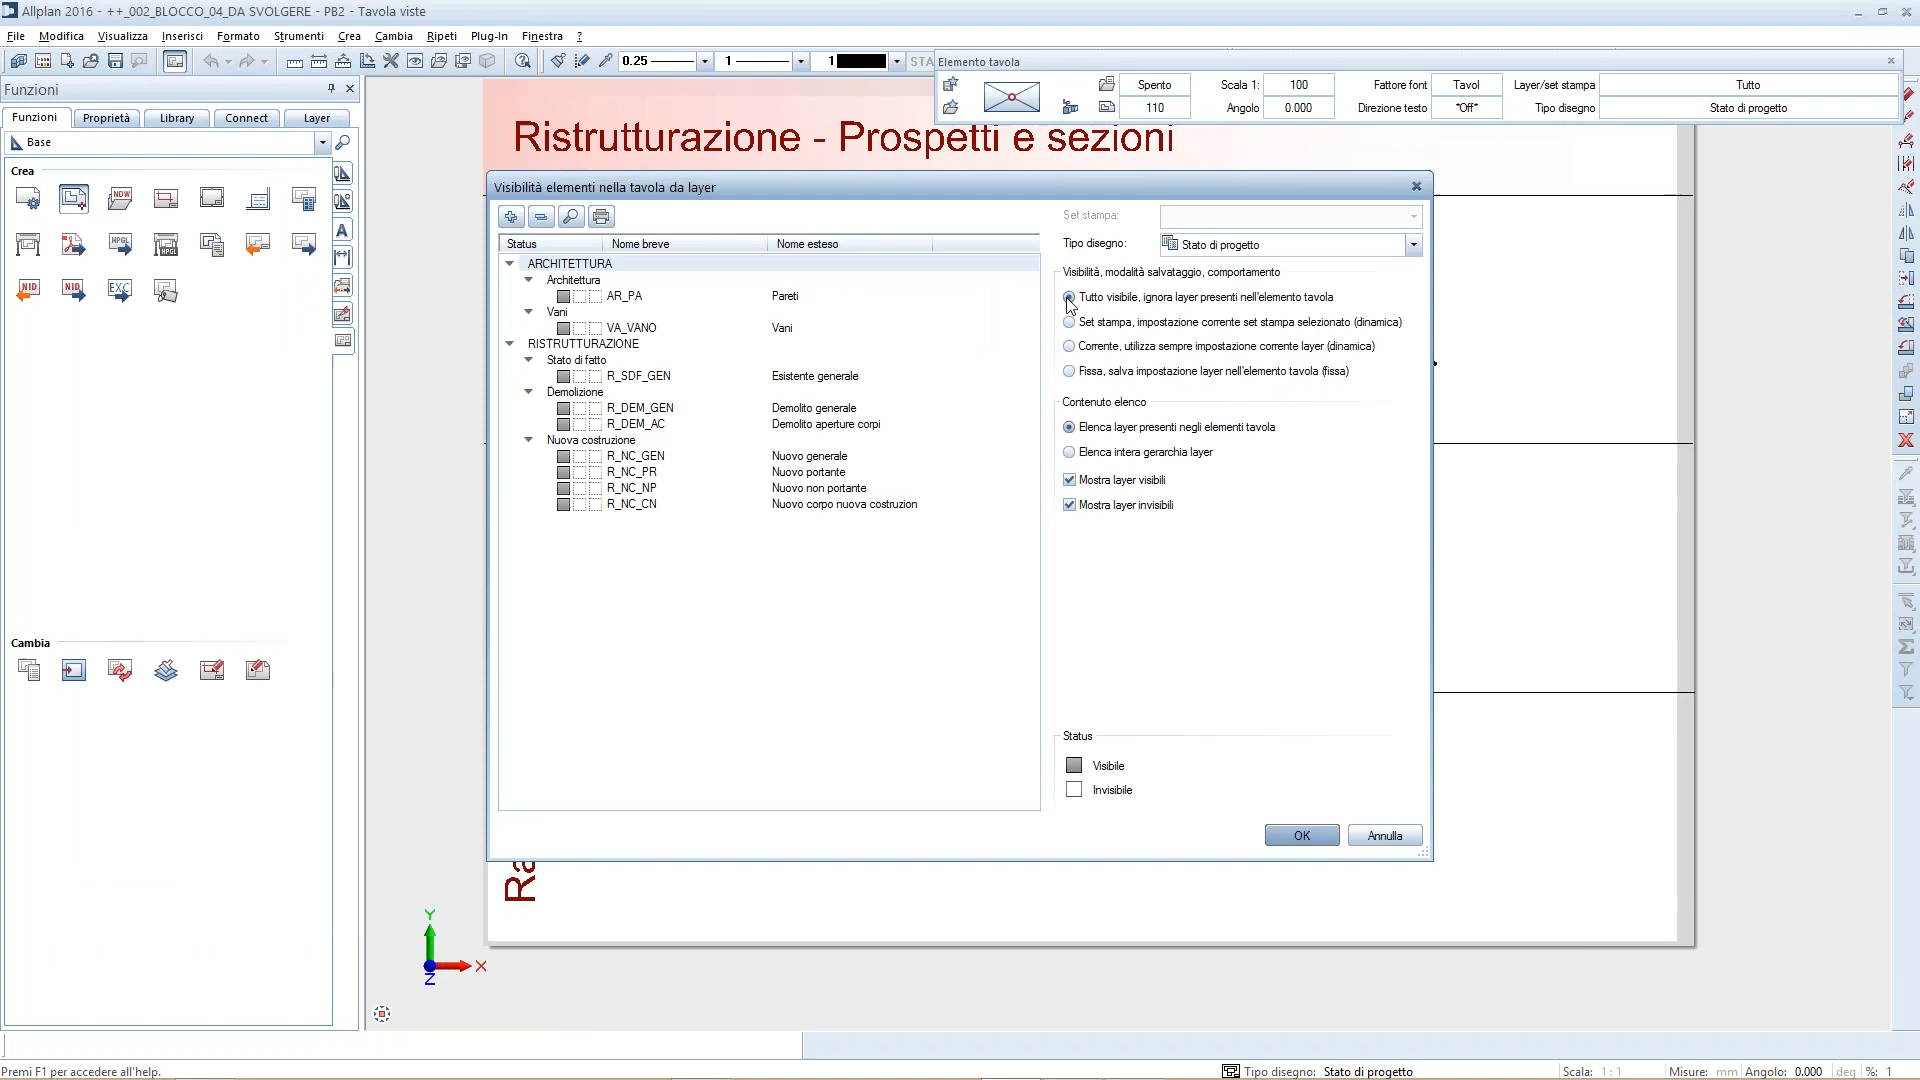 Allplan 2016 - ++_002_BLOCCO_04_DA SVOLGERE - PB2 - Tavola viste
File Modifica Visualizza Inserisci Formato Strumenti Crea Cambia Ripeti Plug-In Finestra ?
0.25 1 1 STA
Elemento tavola
Spento Scala 1: 100 Fattore font Tavol Layer/set stampa Tutto
110 Angolo 0.000 Direzione testo *Off* Tipo disegno Stato di progetto
Funzioni
Funzioni Proprietà Library Connect Layer
Base
Crea
NDW
HPGL
HPGL
NID NID EXC
Cambia
Ristrutturazione - Prospetti e sezioni
Visibilità elementi nella tavola da layer
Status Nome breve Nome esteso
ARCHITETTURA
Architettura
AR_PA Pareti
Vani
VA_VANO Vani
RISTRUTTURAZIONE
Stato di fatto
R_SDF_GEN Esistente generale
Demolizione
R_DEM_GEN Demolito generale
R_DEM_AC Demolito aperture corpi
Nuova costruzione
R_NC_GEN Nuovo generale
R_NC_PR Nuovo portante
R_NC_NP Nuovo non portante
R_NC_CN Nuovo corpo nuova costruzion
Set stampa:
Tipo disegno: Stato di progetto
Visibilità, modalità salvataggio, comportamento
Tutto visibile, ignora layer presenti nell'elemento tavola
Set stampa, impostazione corrente set stampa selezionato (dinamica)
Corrente, utilizza sempre impostazione corrente layer (dinamica)
Fissa, salva impostazione layer nell'elemento tavola (fissa)
Contenuto elenco
Elenca layer presenti negli elementi tavola
Elenca intera gerarchia layer
Mostra layer visibili
Mostra layer invisibili
Status
Visibile
Invisibile
OK Annulla
Ra
Y
X
Z
Premi F1 per accedere all'help.
Tipo disegno: Stato di progetto Scala: 1 : 1 Misure: mm Angolo: 0.000 deg %: 1